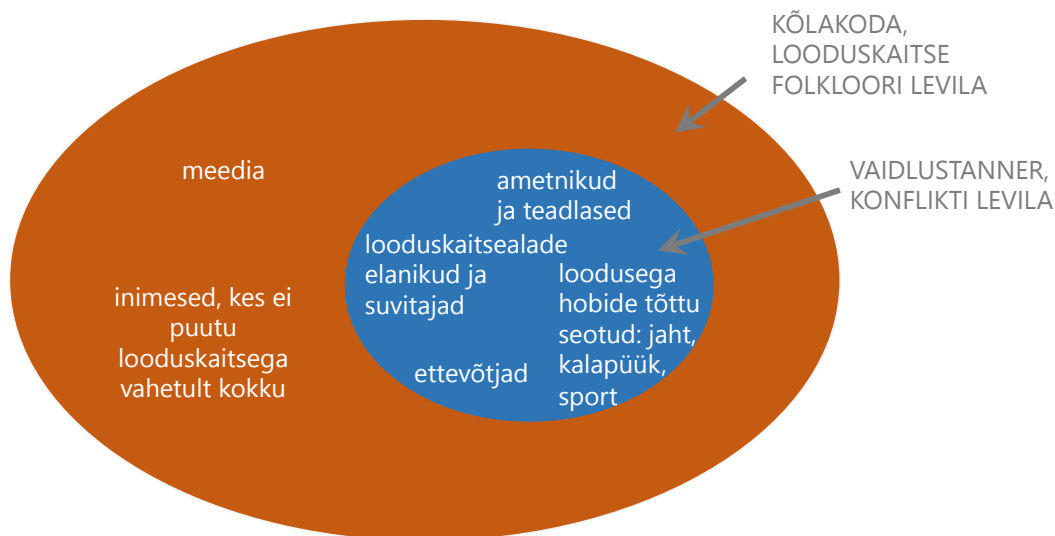 KÕLAKODA,
LOODUSKAITSE
FOLKLOORI LEVILA
VAIDLUSTANNER,
KONFLIKTI LEVILA
meedia
inimesed, kes ei
puutu
looduskaitsega
vahetult kokku
ametnikud
ja teadlased
looduskaitsealade
elanikud ja
suvitajad
loodusega
hobide tõttu
seotud: jaht,
kalapüük,
sport
ettevõtjad